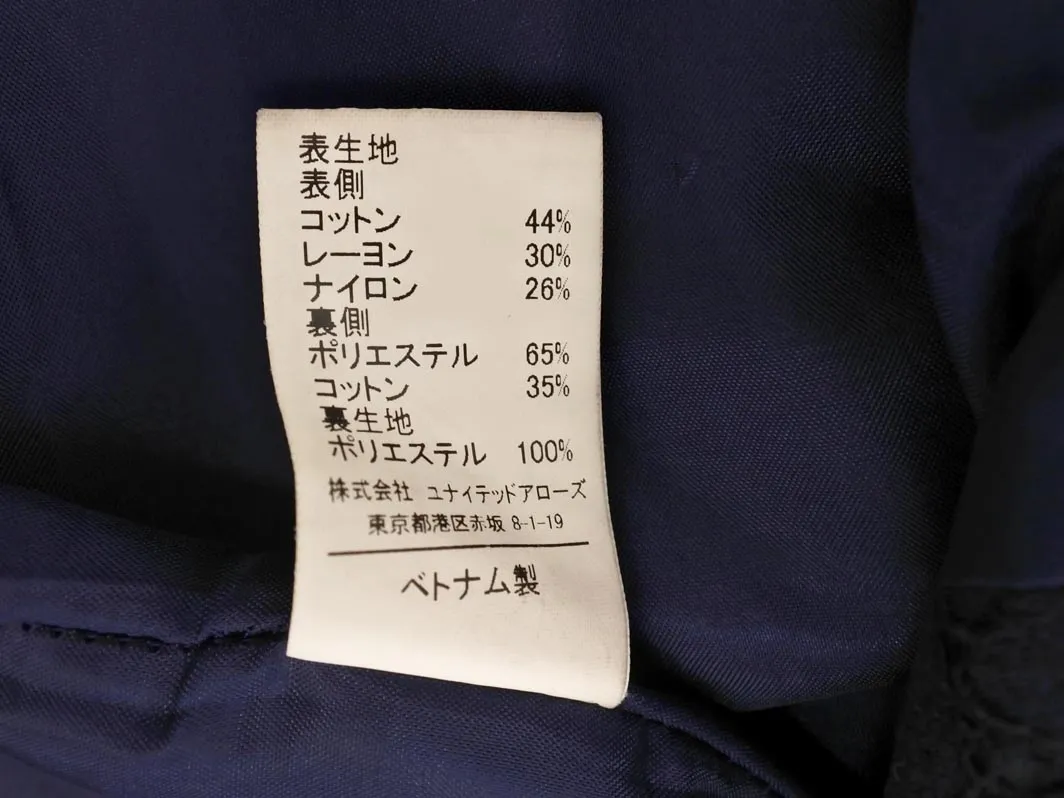 表生地
表側
コットン 44%
レーヨン 30%
ナイロン 26%
裏側
ポリエステル 65%
コットン 35%
裏生地
ポリエステル 100%
株式会社 ユナイテッドアローズ
東京都港区赤坂 8-1-19
ベトナム製